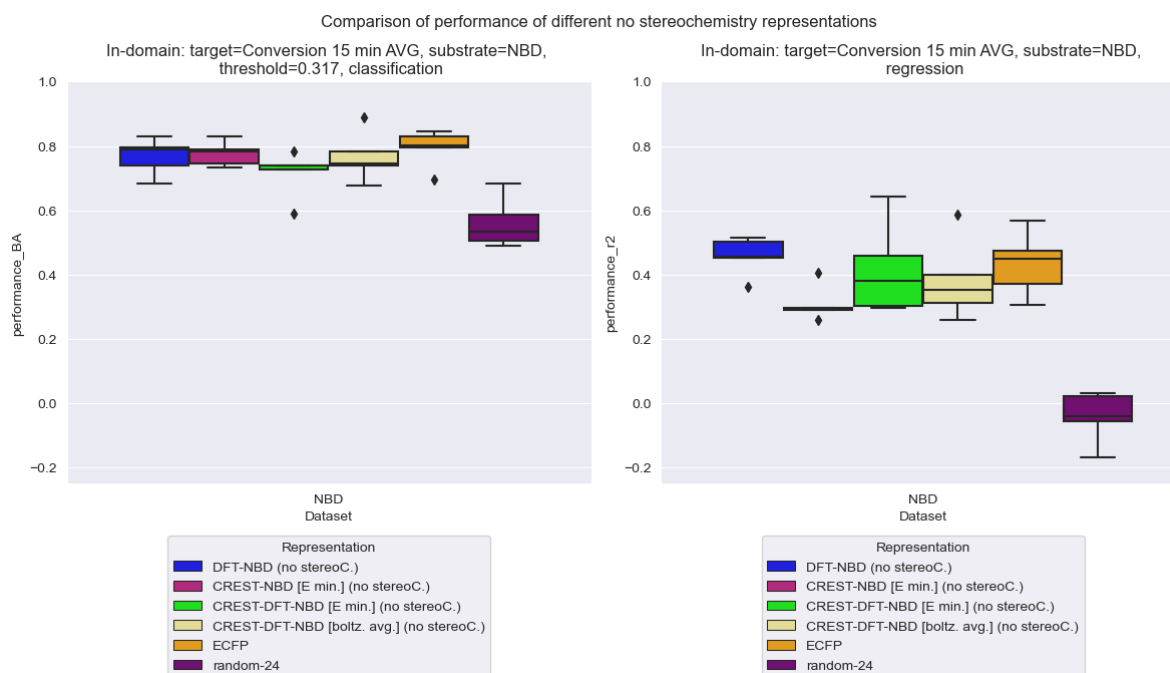 Comparison of performance of different no stereochemistry representations
In-domain: target=Conversion 15 min AVG, substrate=NBD,
threshold=0.317, classification
1.0
0.8
0.6
0.4
0.2
0.0
−0.2
performance_BA
NBD
Dataset
Representation
DFT-NBD (no stereoC.)
CREST-NBD [E min.] (no stereoC.)
CREST-DFT-NBD [E min.] (no stereoC.)
CREST-DFT-NBD [boltz. avg.] (no stereoC.)
ECFP
random-24
In-domain: target=Conversion 15 min AVG, substrate=NBD,
regression
1.0
0.8
0.6
0.4
0.2
0.0
−0.2
performance_r2
NBD
Dataset
Representation
DFT-NBD (no stereoC.)
CREST-NBD [E min.] (no stereoC.)
CREST-DFT-NBD [E min.] (no stereoC.)
CREST-DFT-NBD [boltz. avg.] (no stereoC.)
ECFP
random-24